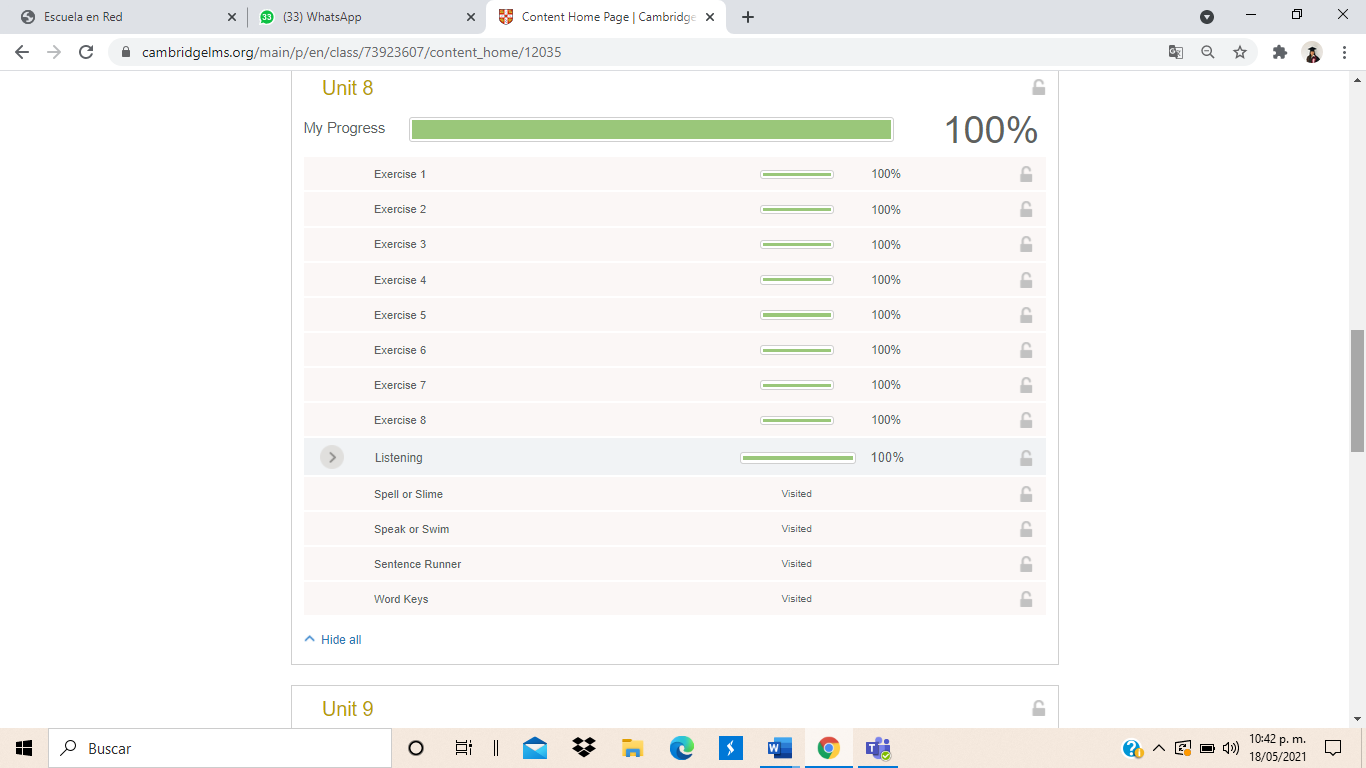 Escuela en Red
33 (33) WhatsApp
Content Home Page | Cambridge
cambridgelms.org/main/p/en/class/73923607/content_home/12035
Unit 8
My Progress 100%
Exercise 1 100%
Exercise 2 100%
Exercise 3 100%
Exercise 4 100%
Exercise 5 100%
Exercise 6 100%
Exercise 7 100%
Exercise 8 100%
Listening 100%
Spell or Slime Visited
Speak or Swim Visited
Sentence Runner Visited
Word Keys Visited
Hide all
Unit 9
Buscar
10:42 p. m.
18/05/2021